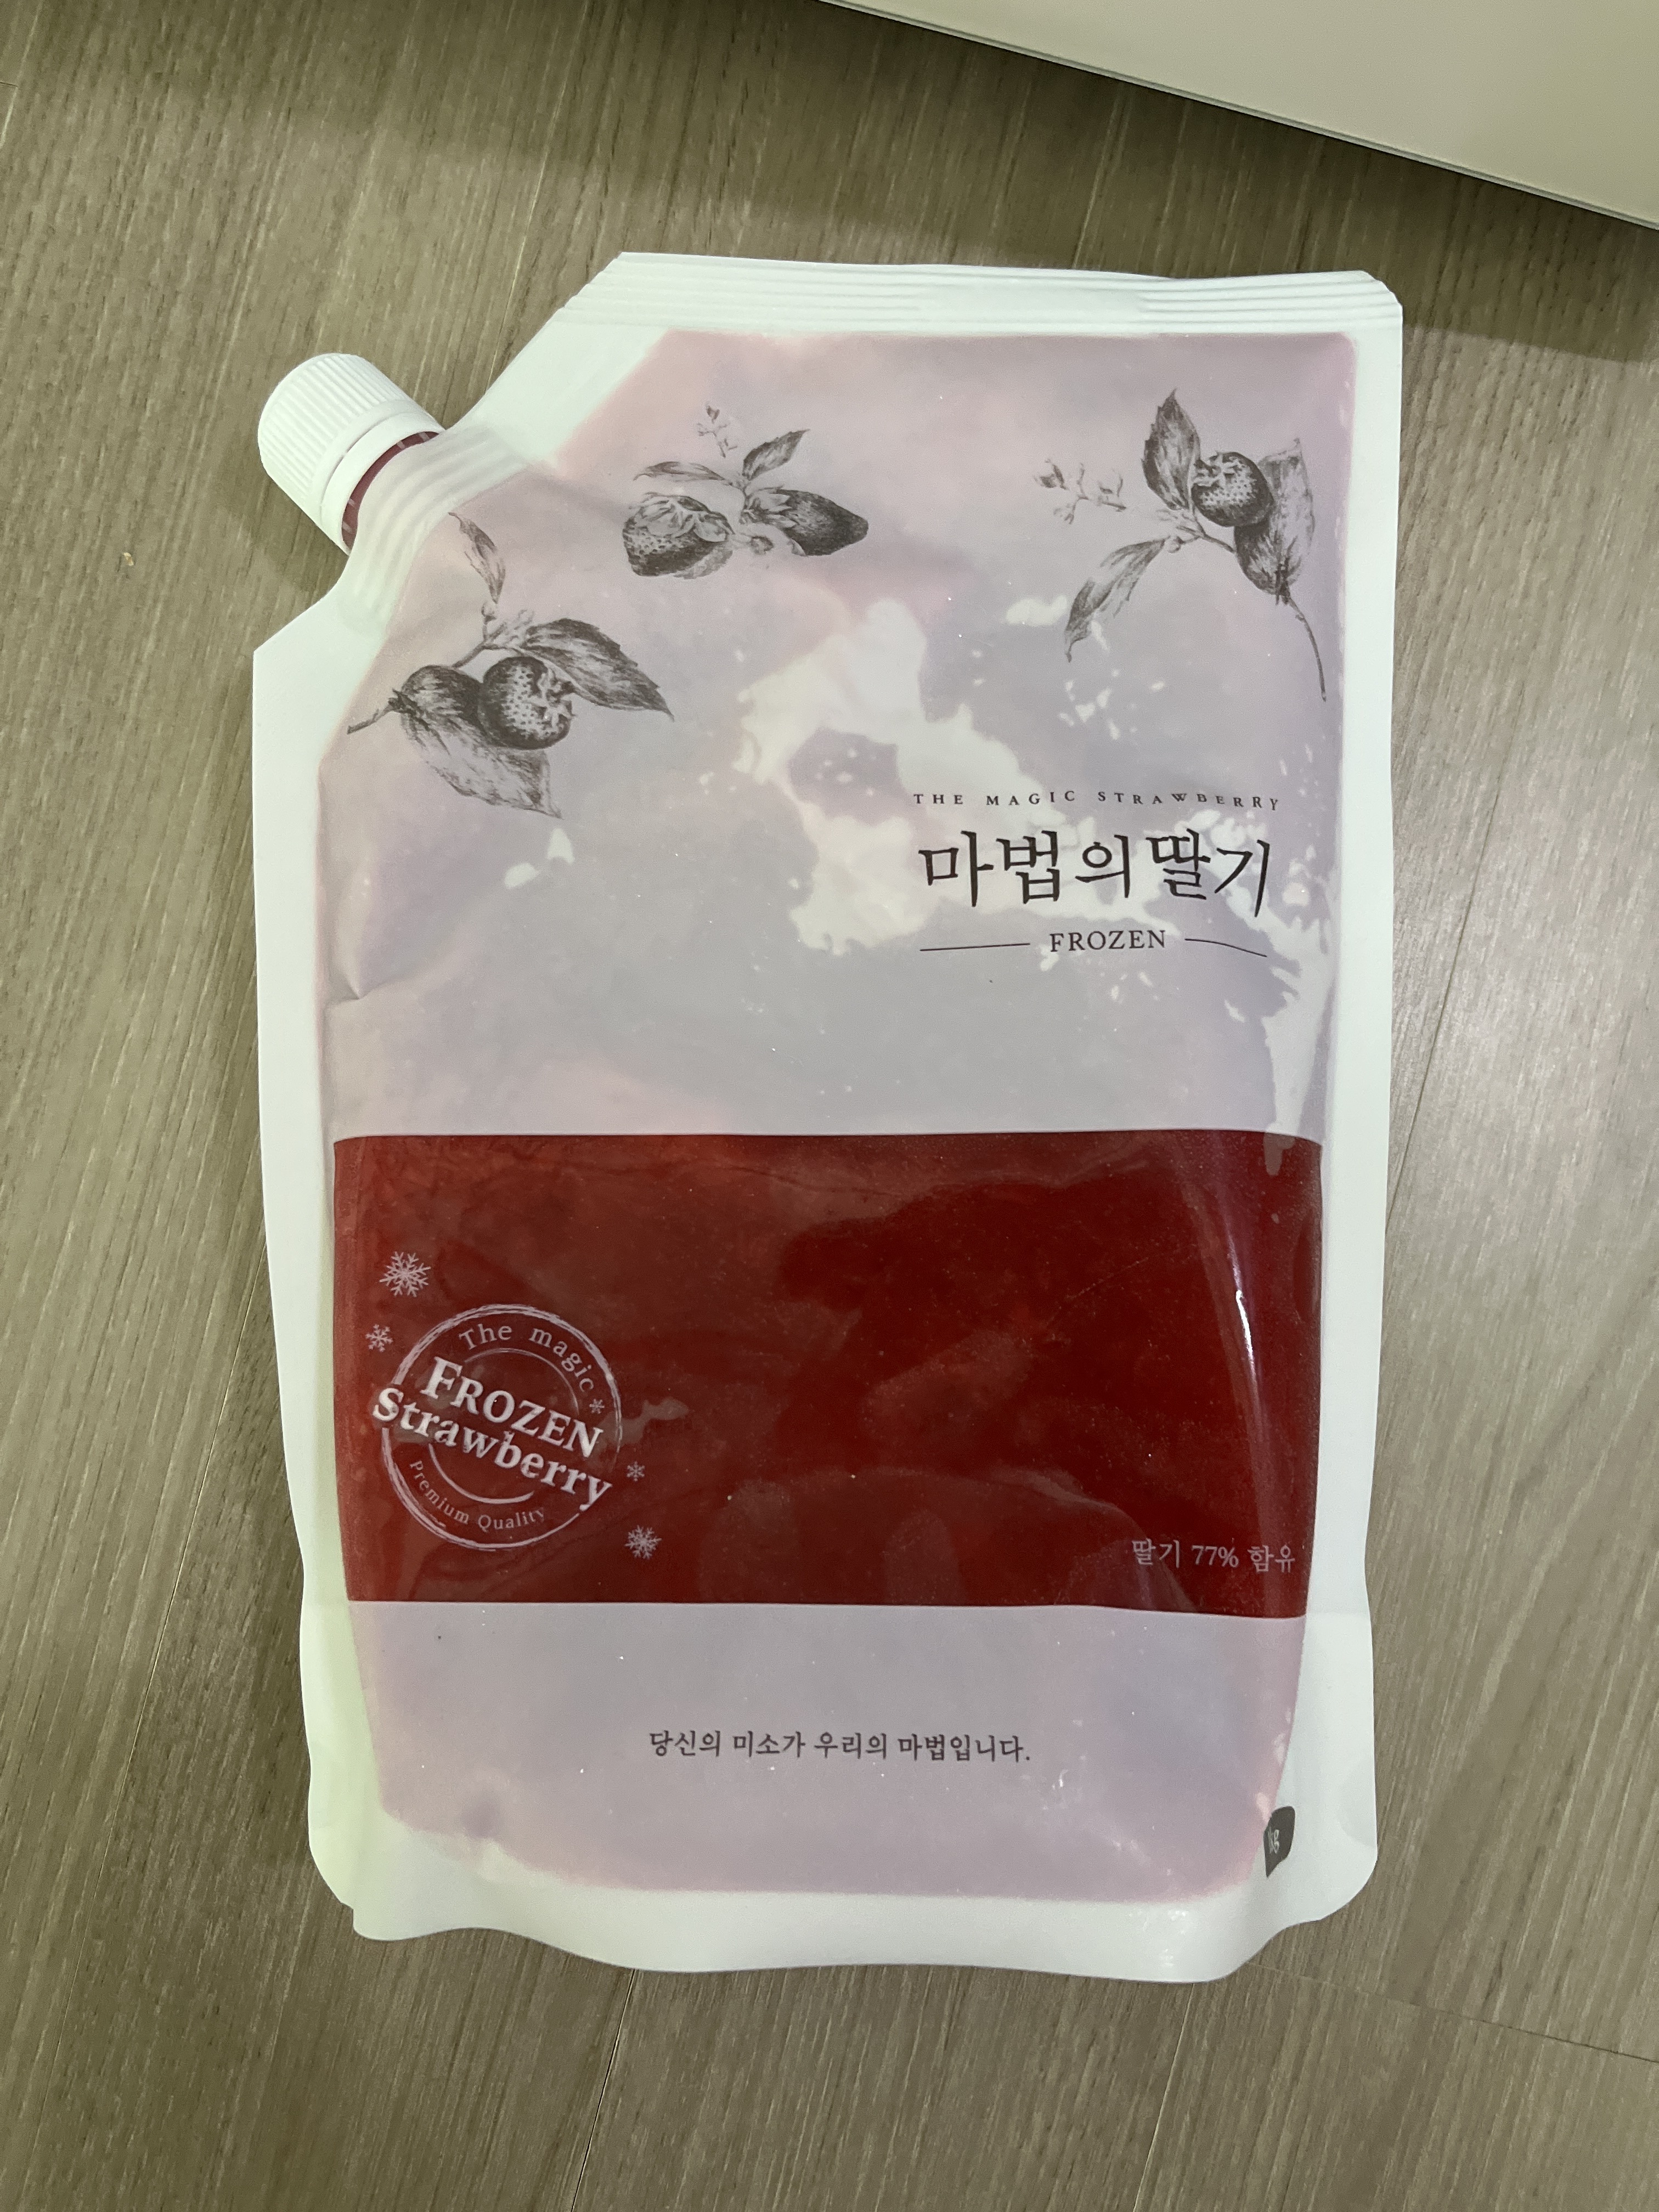 THE MAGIC STRAWBERRY
마법의딸기
FROZEN
The magic
FROZEN
Strawberry
Premium Quality
딸기 77% 함유
당신의 미소가 우리의 마법입니다.